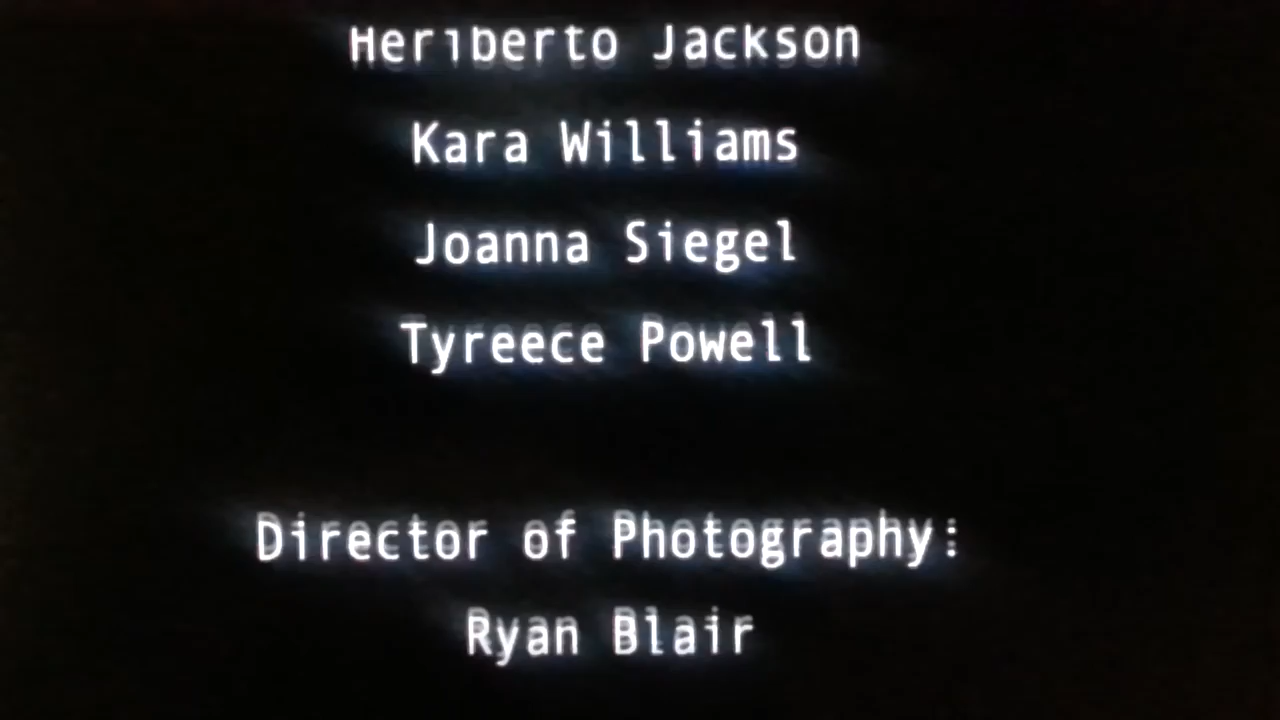 Heriberto Jackson
Kara Williams
Joanna Siegel
Tyreece Powell
Director of Photography:
Ryan Blair